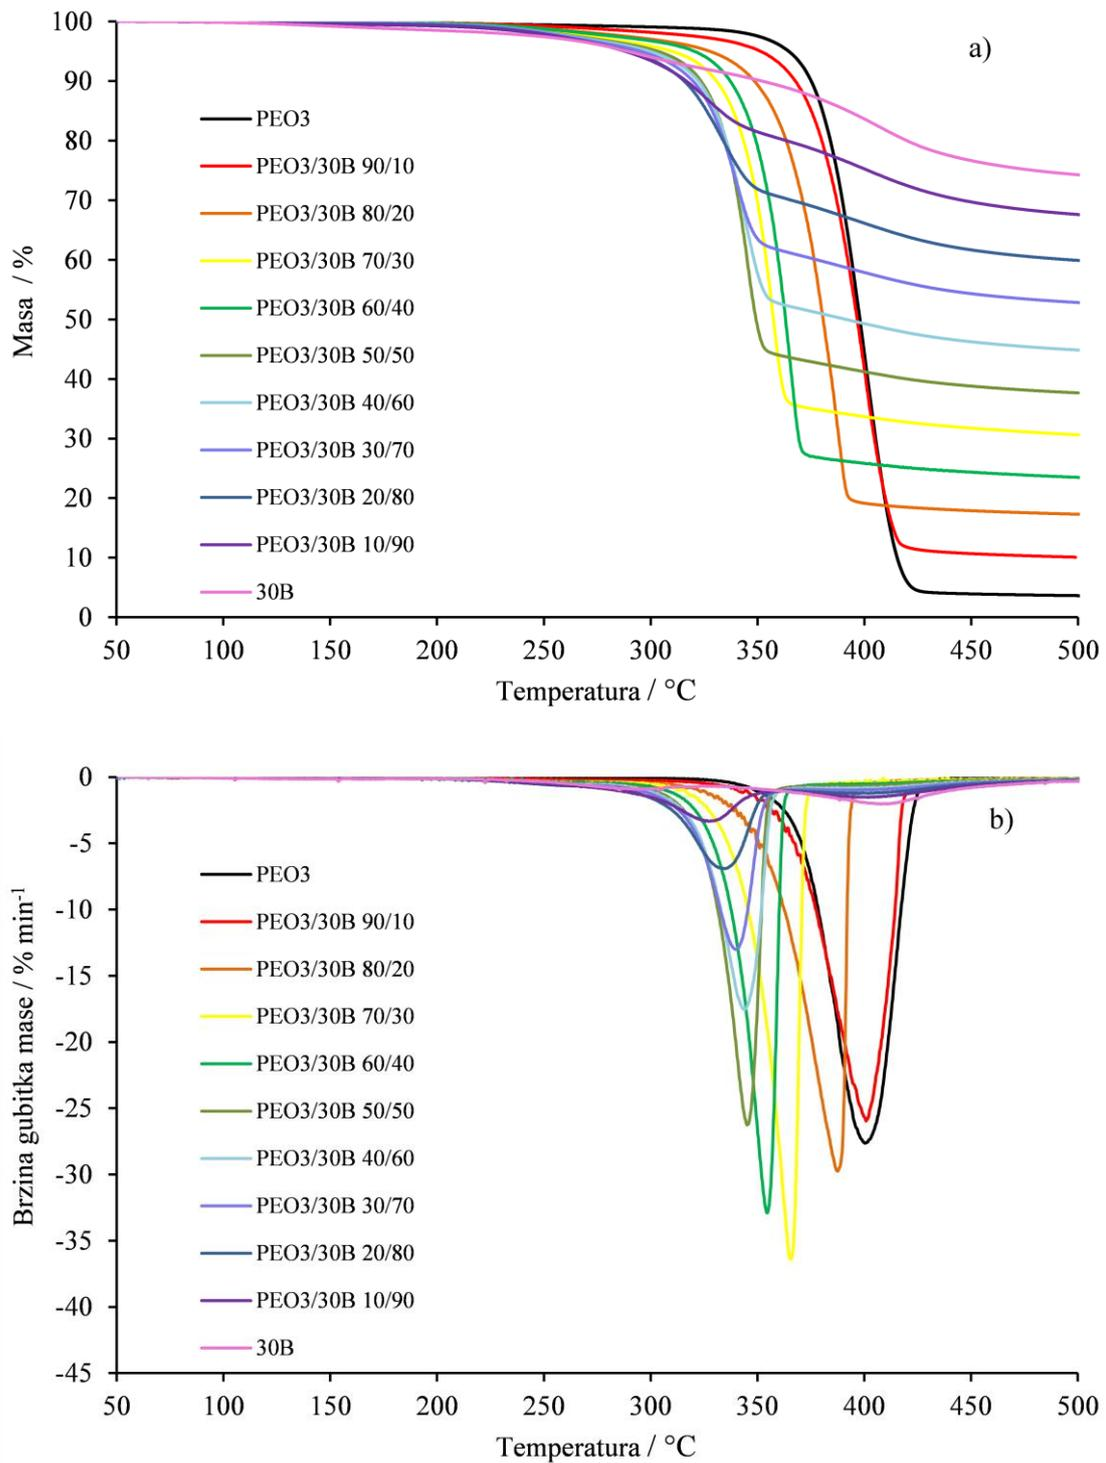 a)
100
90
80
70
60
50
40
30
20
10
0
Masa / %
PEO3
PEO3/30B 90/10
PEO3/30B 80/20
PEO3/30B 70/30
PEO3/30B 60/40
PEO3/30B 50/50
PEO3/30B 40/60
PEO3/30B 30/70
PEO3/30B 20/80
PEO3/30B 10/90
30B
50 100 150 200 250 300 350 400 450 500
Temperatura / °C
b)
0
-5
-10
-15
-20
-25
-30
-35
-40
-45
Brzina gubitka mase / % min⁻¹
PEO3
PEO3/30B 90/10
PEO3/30B 80/20
PEO3/30B 70/30
PEO3/30B 60/40
PEO3/30B 50/50
PEO3/30B 40/60
PEO3/30B 30/70
PEO3/30B 20/80
PEO3/30B 10/90
30B
50 100 150 200 250 300 350 400 450 500
Temperatura / °C